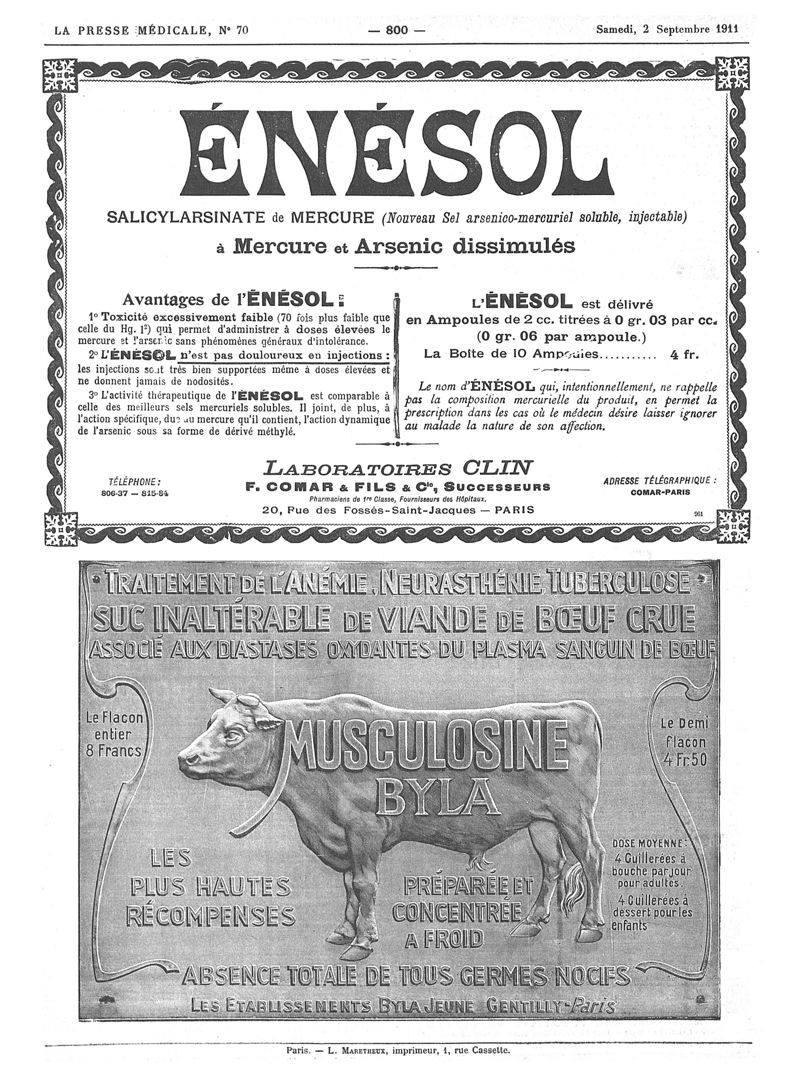 LA PRESSE MÉDICALE, N° 70
— 800 —
Samedi, 2 Septembre 1911
ÉNÉSOL
SALICYLARSINATE de MERCURE (Nouveau Sel arsenico-mercuriel soluble, injectable)
à Mercure et Arsenic dissimulés
Avantages de l'ÉNÉSOL :
1° Toxicité excessivement faible (70 fois plus faible que
celle du Hg. I²) qui permet d'administrer à doses élevées le
mercure et l'arsenic sans phénomènes généraux d'intolérance.
2° L'ÉNÉSOL n'est pas douloureux en injections :
les injections sont très bien supportées même à doses élevées et
ne donnent jamais de nodosités.
3° L'activité thérapeutique de l'ÉNÉSOL est comparable à
celle des meilleurs sels mercuriels solubles. Il joint, de plus, à
l'action spécifique, due au mercure qu'il contient, l'action dynamique
de l'arsenic sous sa forme de dérivé méthylé.
L'ÉNÉSOL est délivré
en Ampoules de 2 cc. titrées à 0 gr. 03 par cc.
(0 gr. 06 par ampoule.)
La Boîte de 10 Ampoules........... 4 fr.
Le nom d'ÉNÉSOL qui, intentionnellement, ne rappelle
pas la composition mercurielle du produit, en permet la
prescription dans les cas où le médecin désire laisser ignorer
au malade la nature de son affection.
TÉLÉPHONE :
806-37 — 815-84
LABORATOIRES CLIN
F. COMAR & FILS & Cie, SUCCESSEURS
Pharmaciens de 1re Classe, Fournisseurs des Hôpitaux.
20, Rue des Fossés-Saint-Jacques — PARIS
ADRESSE TÉLÉGRAPHIQUE :
COMAR-PARIS
TRAITEMENT DE L'ANÉMIE, NEURASTHÉNIE, TUBERCULOSE
SUC INALTÉRABLE DE VIANDE DE BŒUF CRUE
ASSOCIÉ AUX DIASTASES OXYDANTES DU PLASMA SANGUIN DE BŒUF
Le Flacon
entier
8 Francs
MUSCULOSINE
BYLA
Le Demi
flacon
4 Fr. 50
LES
PLUS HAUTES
RÉCOMPENSES
PRÉPARÉE ET
CONCENTRÉE
A FROID
DOSE MOYENNE :
4 Cuillerées à
bouche par jour
pour adultes.
4 Cuillerées à
dessert pour les
enfants
ABSENCE TOTALE DE TOUS GERMES NOCIFS
LES ETABLISSEMENTS BYLA JEUNE GENTILLY-Paris
Paris. — L. MARETHEUX, imprimeur, 1, rue Cassette.